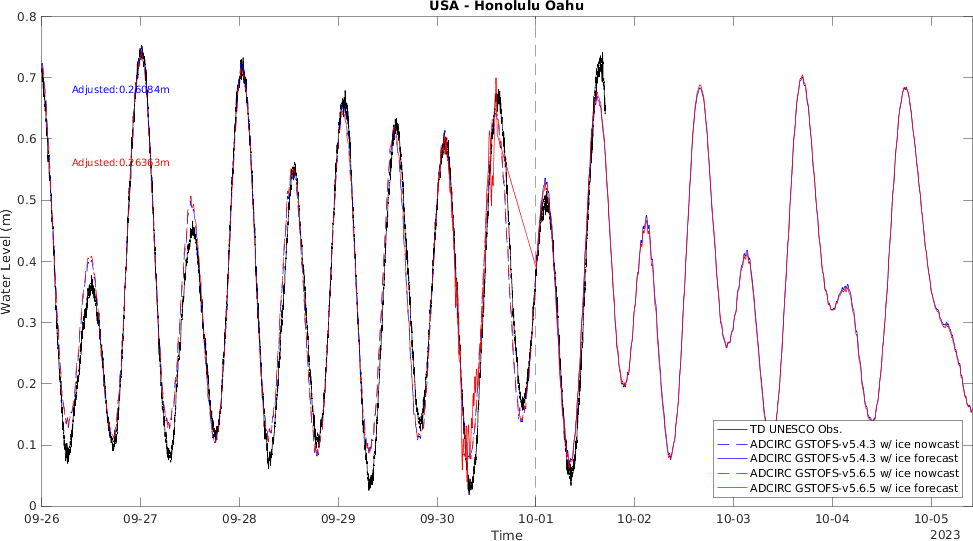 USA - Honolulu Oahu
0.8
0.7
Adjusted:0.26084m
0.6
Adjusted:0.26363m
0.5
0.4
0.3
0.2
0.1
0
Water Level (m)
TD UNESCO Obs.
ADCIRC GSTOFS-v5.4.3 w/ ice nowcast
ADCIRC GSTOFS-v5.4.3 w/ ice forecast
ADCIRC GSTOFS-v5.6.5 w/ ice nowcast
ADCIRC GSTOFS-v5.6.5 w/ ice forecast
09-26 09-27 09-28 09-29 09-30 10-01 10-02 10-03 10-04 10-05
Time
2023